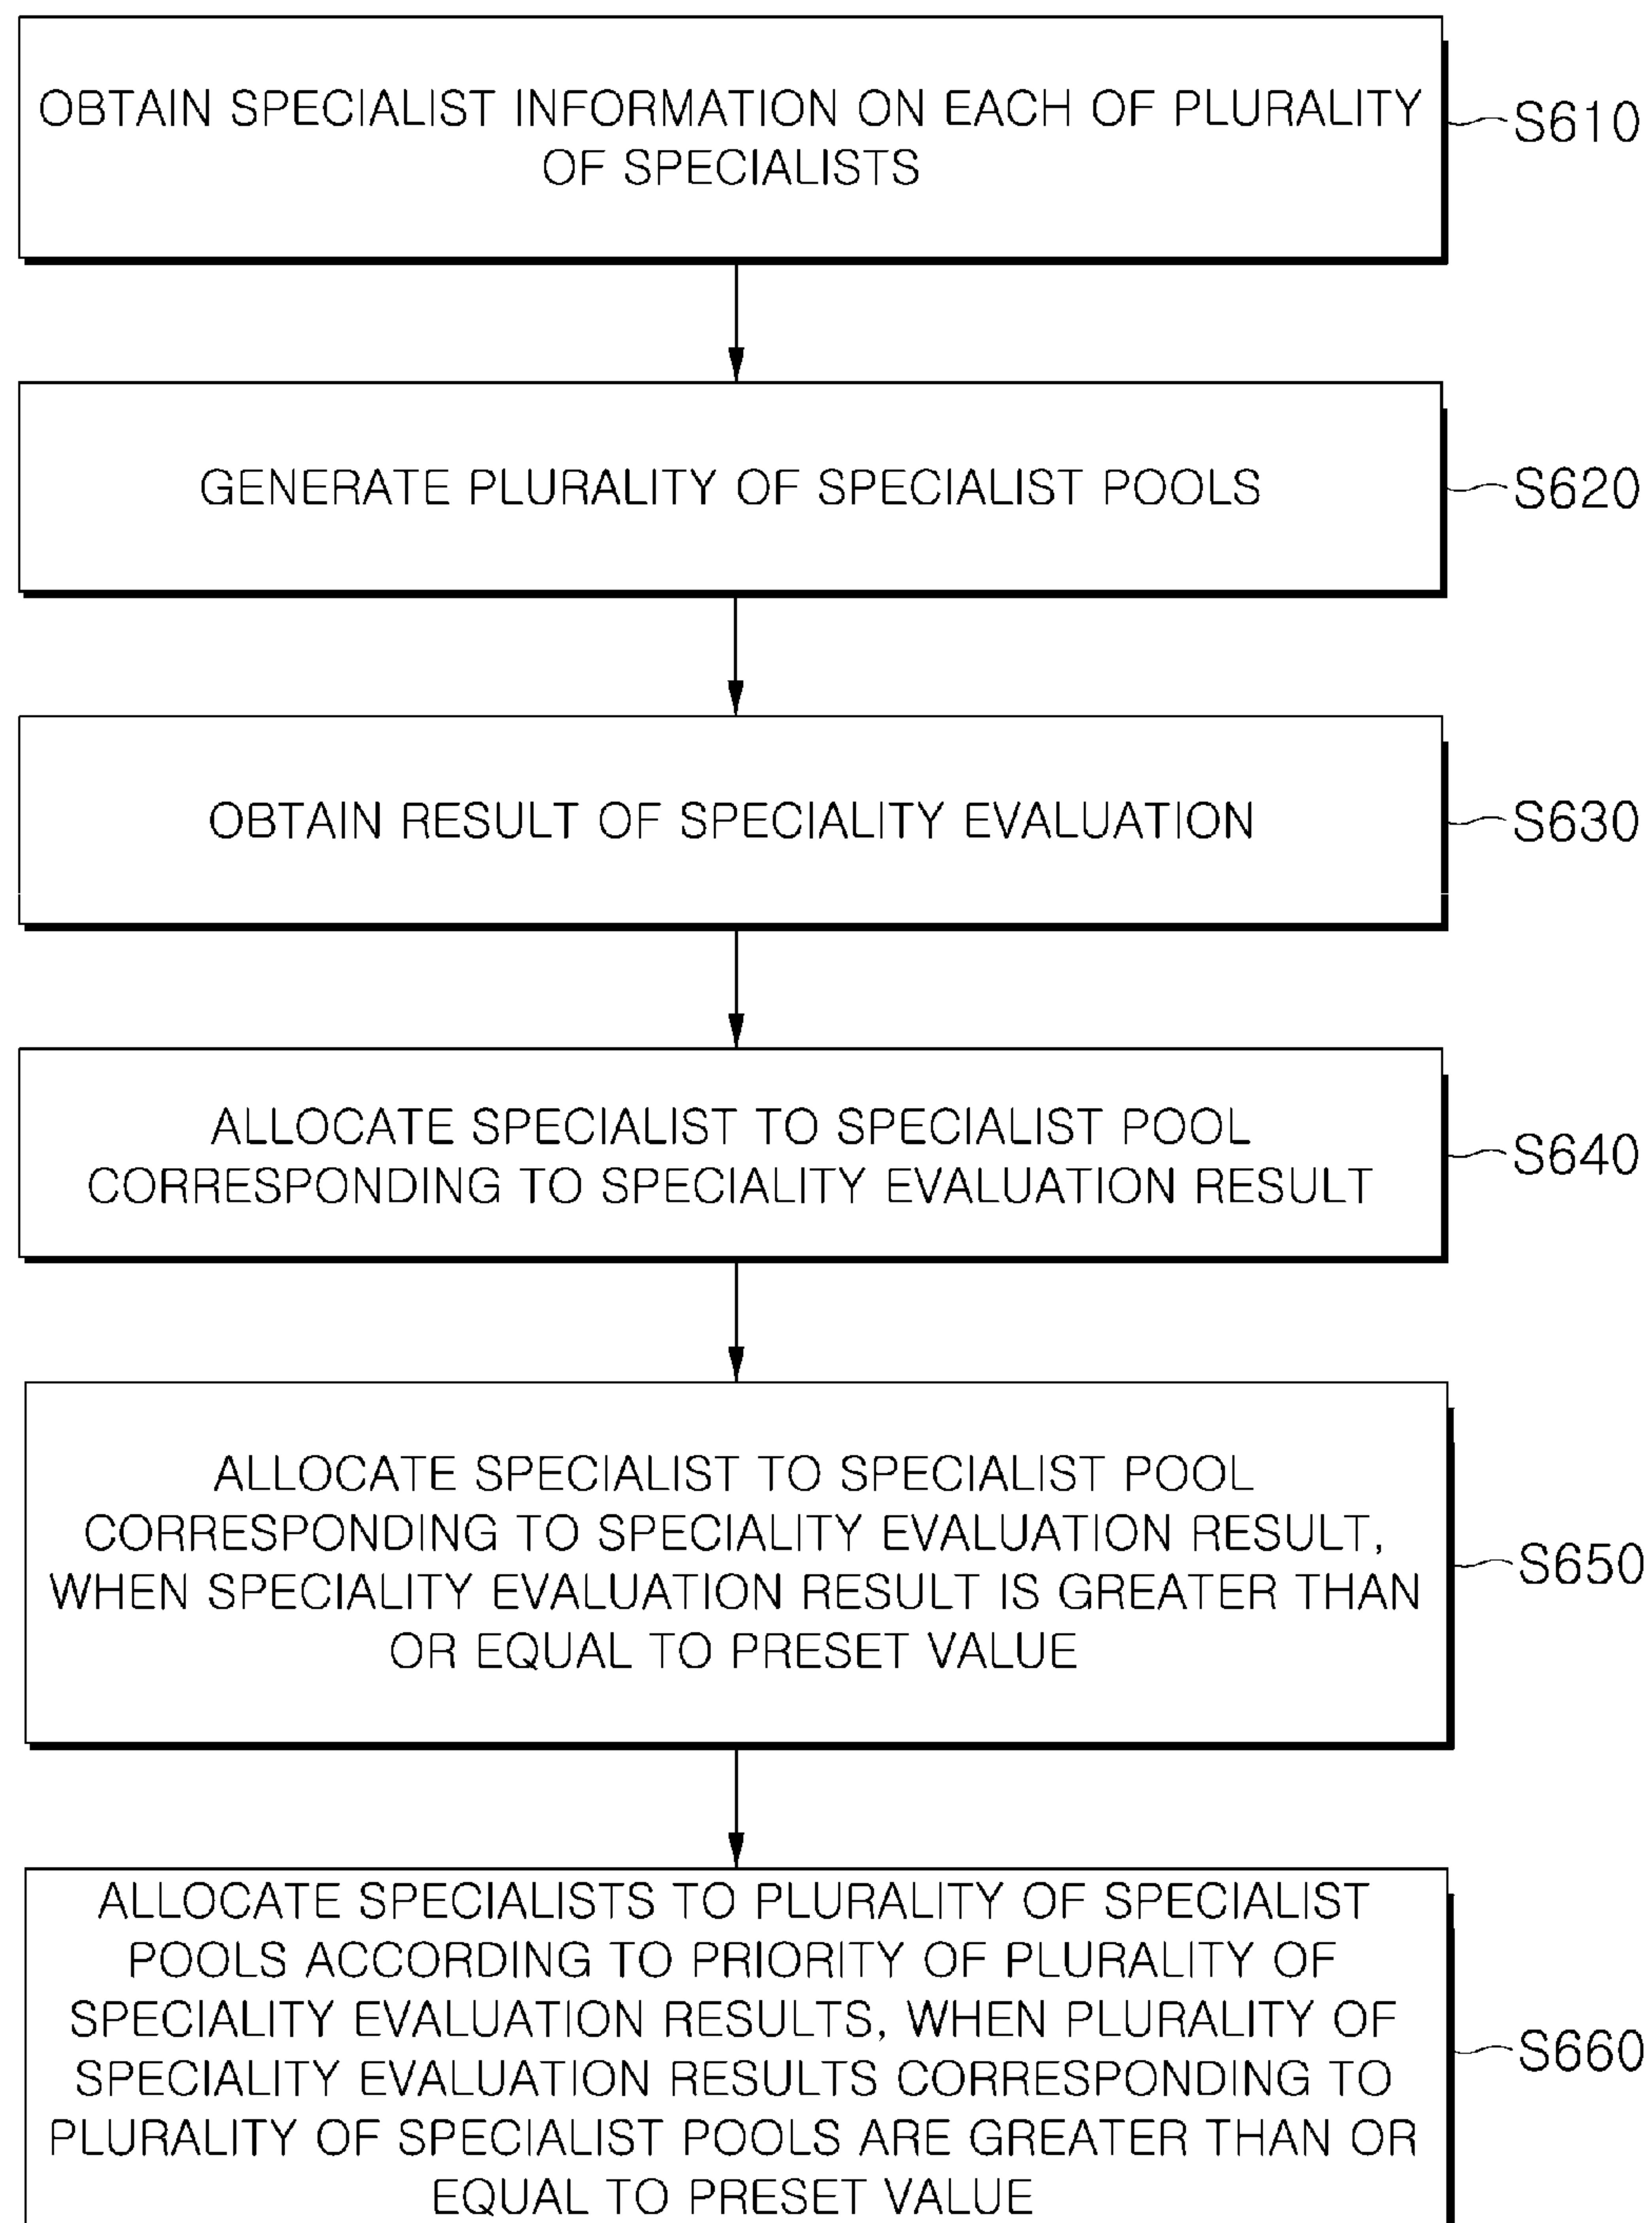 OBTAIN SPECIALIST INFORMATION ON EACH OF PLURALITY
OF SPECIALISTS
S610
GENERATE PLURALITY OF SPECIALIST POOLS
S620
OBTAIN RESULT OF SPECIALITY EVALUATION
S630
ALLOCATE SPECIALIST TO SPECIALIST POOL
CORRESPONDING TO SPECIALITY EVALUATION RESULT
S640
ALLOCATE SPECIALIST TO SPECIALIST POOL
CORRESPONDING TO SPECIALITY EVALUATION RESULT,
WHEN SPECIALITY EVALUATION RESULT IS GREATER THAN
OR EQUAL TO PRESET VALUE
S650
ALLOCATE SPECIALISTS TO PLURALITY OF SPECIALIST
POOLS ACCORDING TO PRIORITY OF PLURALITY OF
SPECIALITY EVALUATION RESULTS, WHEN PLURALITY OF
SPECIALITY EVALUATION RESULTS CORRESPONDING TO
PLURALITY OF SPECIALIST POOLS ARE GREATER THAN OR
EQUAL TO PRESET VALUE
S660